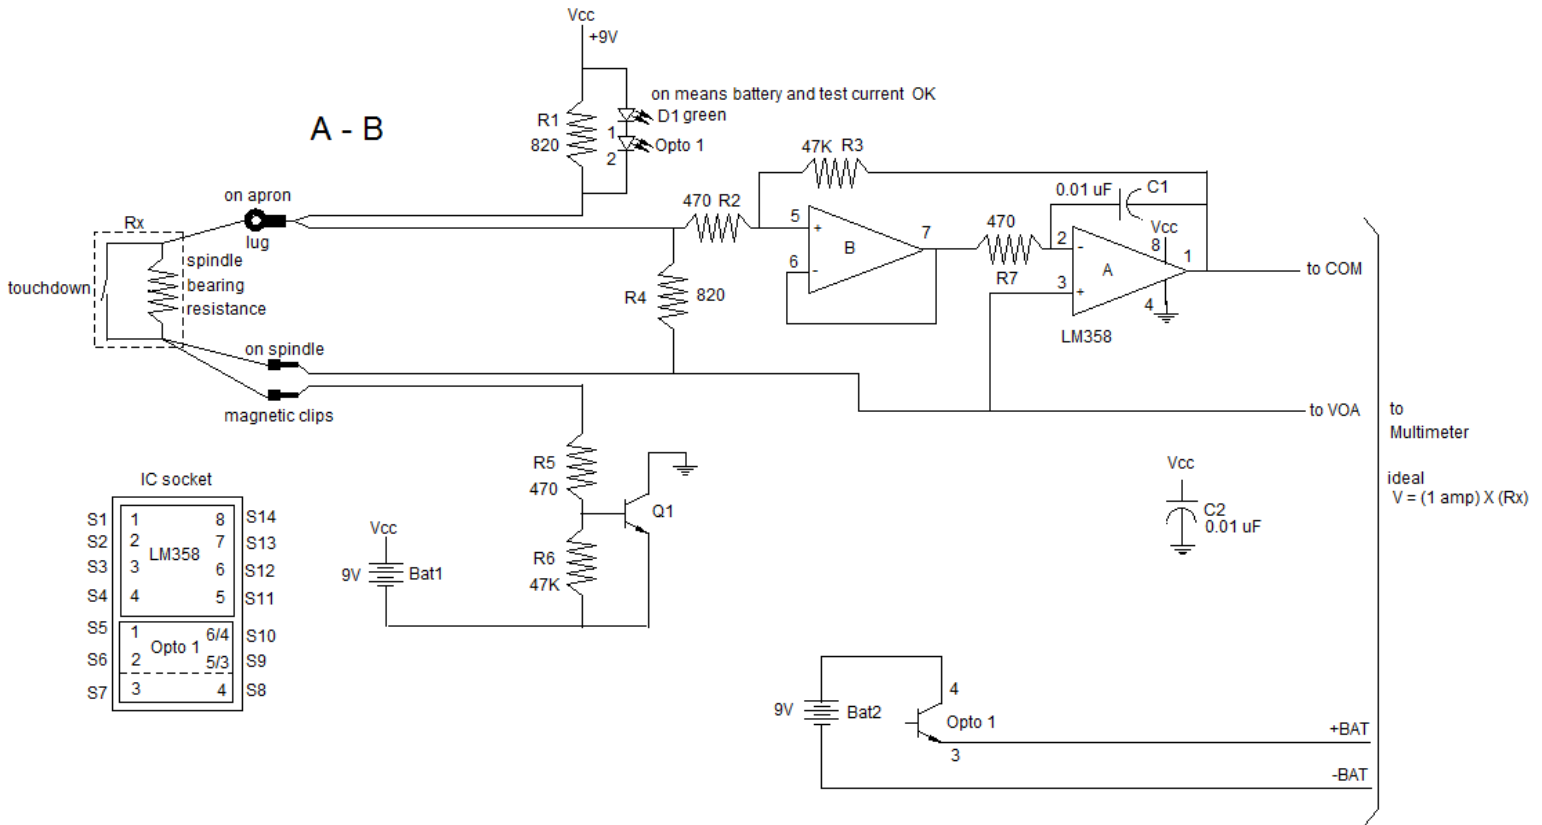 Vcc
+9V
on means battery and test current OK
D1 green
R1
820
1
Opto 1
2
A - B
on apron
lug
Rx
spindle
bearing
resistance
touchdown
on spindle
magnetic clips
470 R2
R4
820
47K R3
5
+
B
7
6
-
470
R7
0.01 uF
C1
Vcc
8
2
-
A
1
3
+
4
LM358
to COM
to VOA
to
Multimeter
ideal
V = (1 amp) X (Rx)
R5
470
Q1
R6
47K
Vcc
9V
Bat1
Vcc
C2
0.01 uF
IC socket
S1 1 8 S14
S2 2 7 S13
LM358
S3 3 6 S12
S4 4 5 S11
S5 1 6/4 S10
Opto 1
S6 2 5/3 S9
S7 3 4 S8
9V
Bat2
4
Opto 1
3
+BAT
-BAT